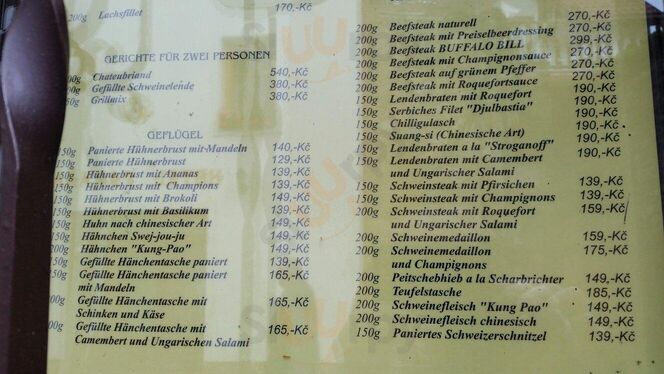 200g Lachsfillet 170,-Kč
GERICHTE FÜR ZWEI PERSONEN
Chateubriand 540,-Kč
Gefüllte Schweinelende 380,-Kč
Grillmix 380,-Kč
GEFLÜGEL
150g Panierte Hühnerbrust mit-Mandeln 140,-Kč
150g Panierte Hühnerbrust 129,-Kč
150g Hühnerbrust mit Ananas 139,-Kč
150g Hühnerbrust mit Champions 139,-Kč
150g Hühnerbrust mit Brokoli 149,-Kč
150g Hühnerbrust mit Basilikum 139,-Kč
150g Huhn nach chinesischer Art 149,-Kč
150g Hähnchen Swej-jou-ju 149,-Kč
200g Hähnchen "Kung-Pao" 149,-Kč
150g Gefüllte Hänchentasche paniert 139,-Kč
200g Gefüllte Hänchentasche paniert 165,-Kč
mit Mandeln
200g Gefüllte Hänchentasche mit 165,-Kč
Schinken und Käse
200g Gefüllte Hänchentasche mit 165,-Kč
Camembert und Ungarischen Salami
200g Beefsteak naturell 270,-Kč
200g Beefsteak mit Preiselbeerdressing 270,-Kč
200g Beefsteak BUFFALO BILL 299,-Kč
200g Beefsteak mit Champignonsauce 270,-Kč
200g Beefsteak auf grünem Pfeffer 270,-Kč
200g Beefsteak mit Roquefortsauce 270,-Kč
150g Lendenbraten mit Roquefort 190,-Kč
150g Serbiches Filet "Djulbastia" 190,-Kč
150g Chilligulasch 190,-Kč
150g Suang-si (Chinesische Art) 190,-Kč
150g Lendenbraten a la "Stroganoff" 190,-Kč
150g Lendenbraten mit Camembert 190,-Kč
und Ungarischer Salami
150g Schweinsteak mit Pfirsichen 139,-Kč
150g Schweinsteak mit Champignons 139,-Kč
200g Schweinsteak mit Roquefort 159,-Kč
und Ungarischer Salami
200g Schweinemedaillon 159,-Kč
200g Schweinemedaillon 175,-Kč
und Champignons
200g Peitschebhieb a la Scharbrichter 149,-Kč
200g Teufelstasche 185,-Kč
200g Schweinefleisch "Kung Pao" 149,-Kč
200g Schweinefleisch chinesisch 149,-Kč
150g Paniertes Schweizerschnitzel 139,-Kč